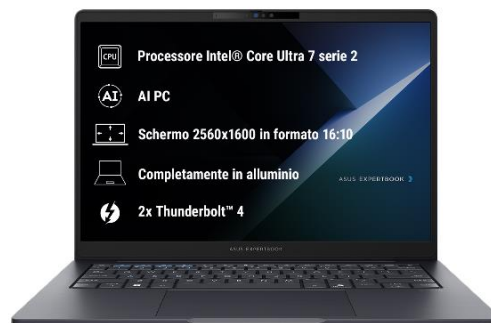 CPU
Processore Intel® Core Ultra 7 serie 2
AI
AI PC
Schermo 2560x1600 in formato 16:10
Completamente in alluminio
ASUS EXPERTBOOK
2x Thunderbolt™ 4
ASUS EXPERTBOOK